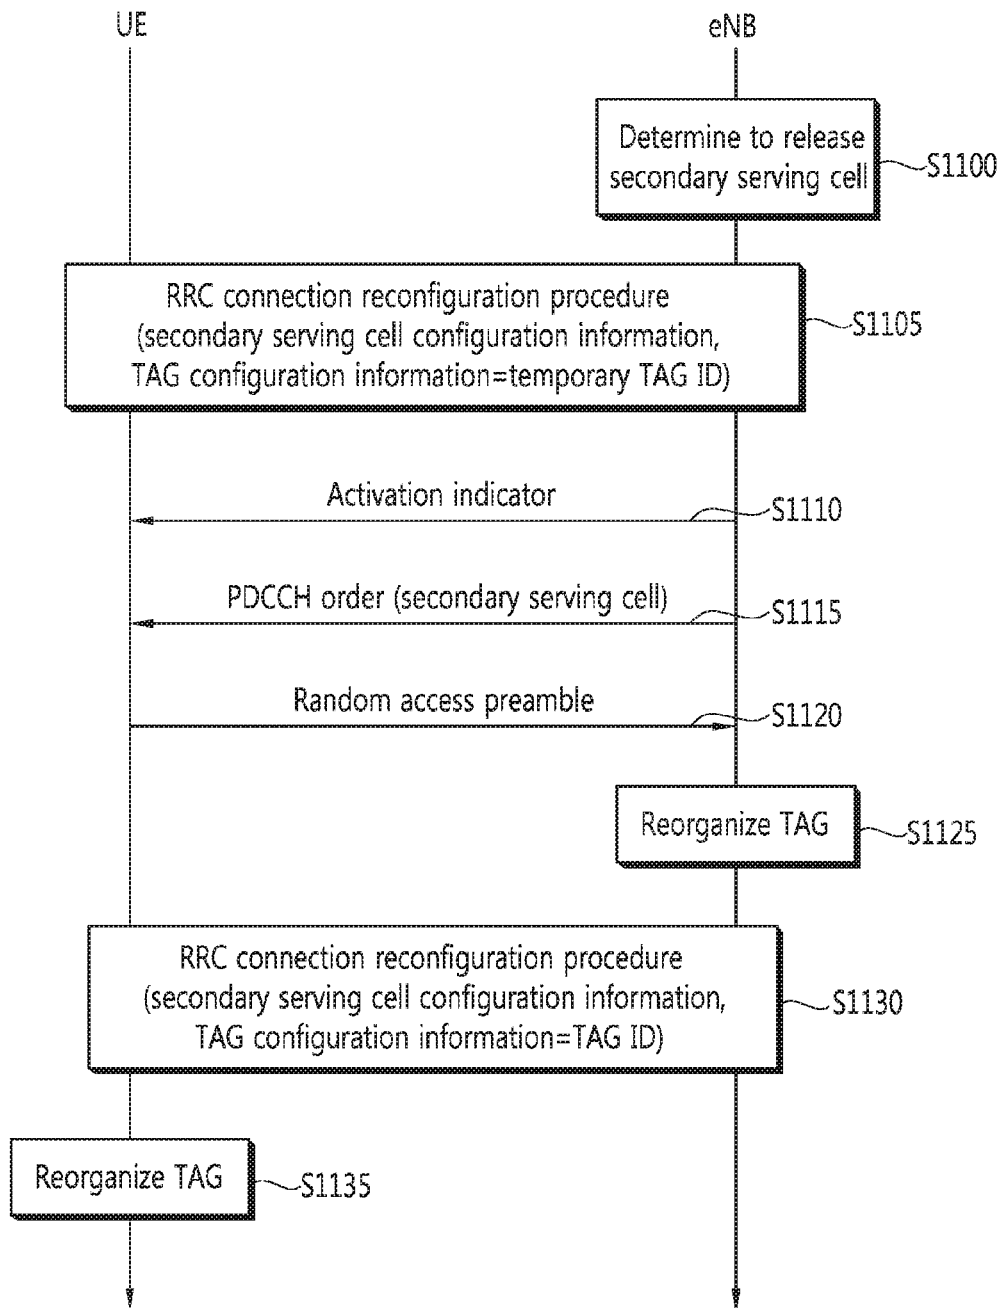 UE
eNB
Determine to release
secondary serving cell
S1100
RRC connection reconfiguration procedure
(secondary serving cell configuration information,
TAG configuration information=temporary TAG ID)
S1105
Activation indicator
S1110
PDCCH order (secondary serving cell)
S1115
Random access preamble
S1120
Reorganize TAG
S1125
RRC connection reconfiguration procedure
(secondary serving cell configuration information,
TAG configuration information=TAG ID)
S1130
Reorganize TAG
S1135